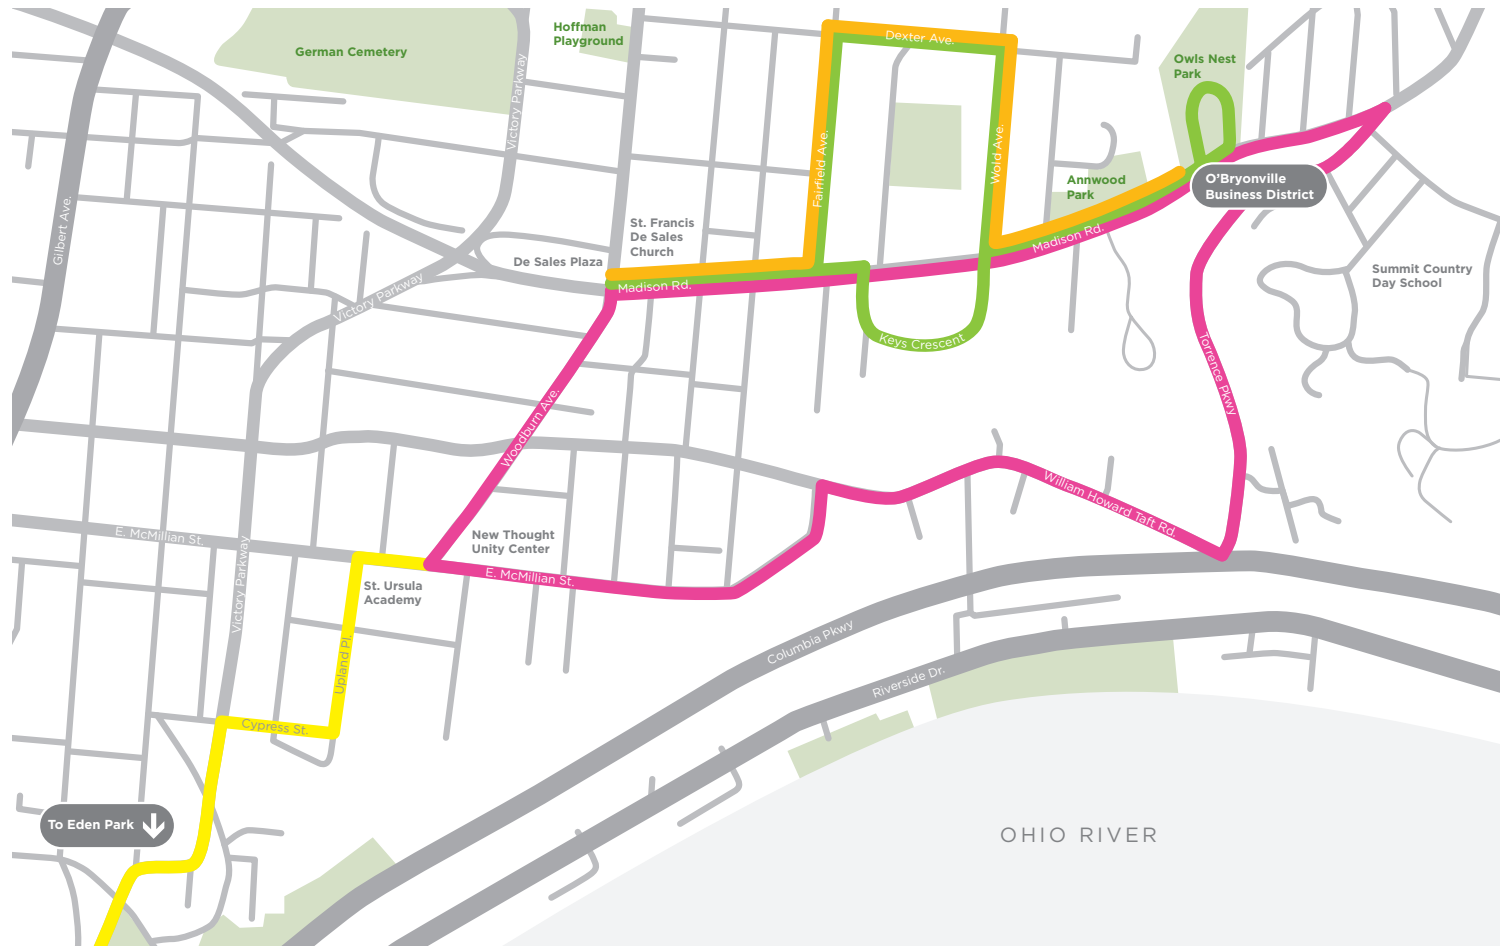 Hoffman
Playground
German Cemetery
Dexter Ave.
Owls Nest
Park
Victory Parkway
Fairfield Ave.
Wold Ave.
Annwood
Park
O'Bryonville
Business District
Gilbert Ave.
St. Francis
De Sales
Church
De Sales Plaza
Madison Rd.
Madison Rd.
Summit Country
Day School
Victory Parkway
Keys Crescent
Torrence Pkwy
Woodburn Ave.
William Howard Taft Rd.
E. McMillian St.
New Thought
Unity Center
E. McMillian St.
Victory Parkway
St. Ursula
Academy
Upland Pl.
Columbia Pkwy
Riverside Dr.
Cypress St.
To Eden Park
OHIO RIVER